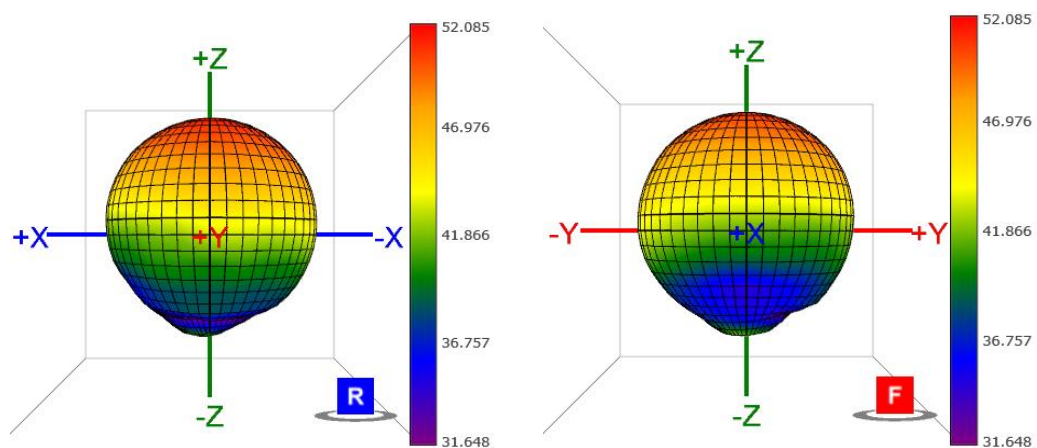 52.085
+Z
46.976
+X
+Y
-X
41.866
36.757
R
-Z
31.648
52.085
+Z
46.976
-Y
+X
+Y
41.866
36.757
F
-Z
31.648